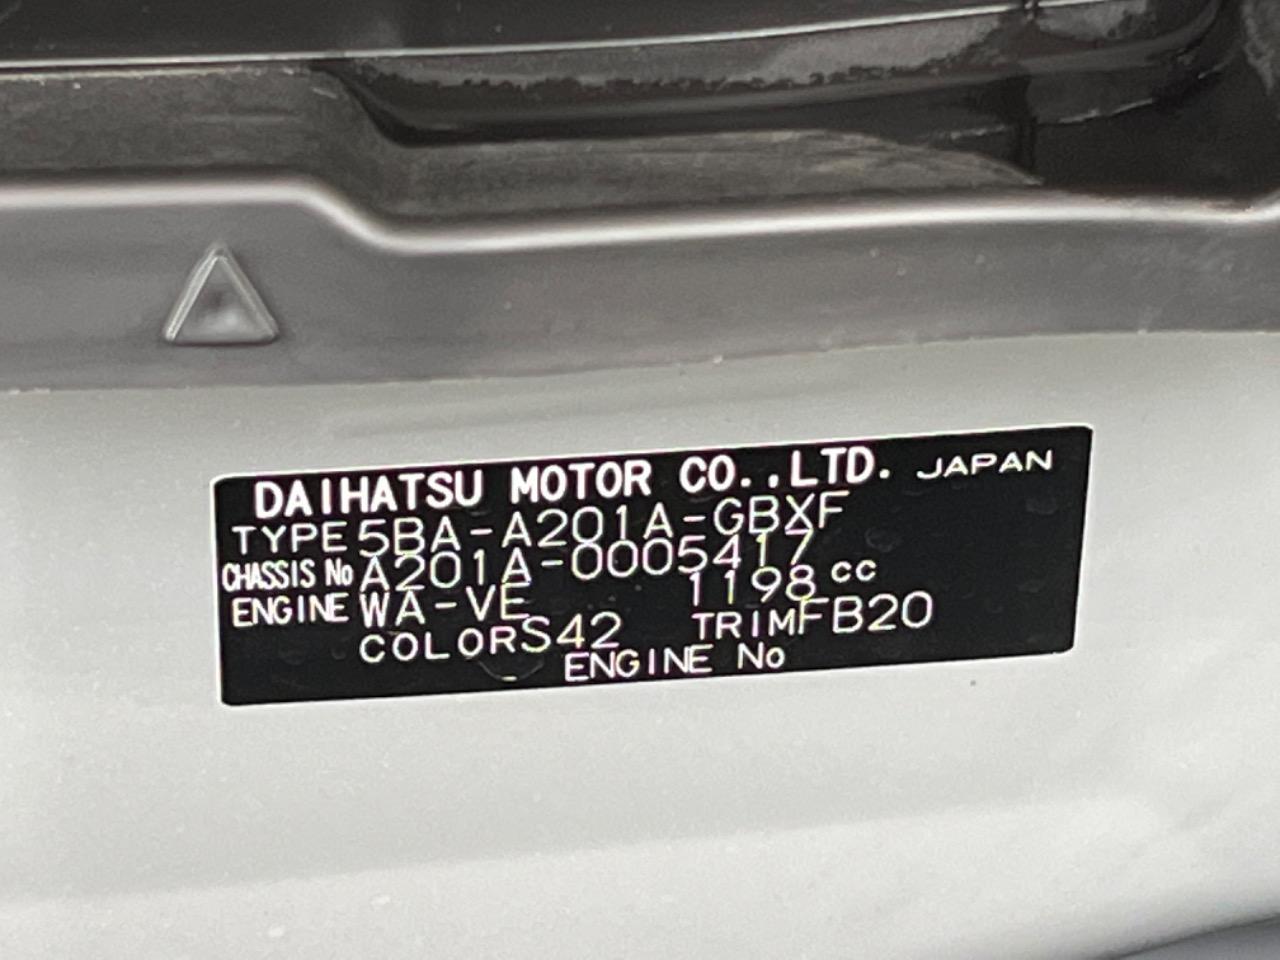 DAIHATSU MOTOR CO.,LTD. JAPAN
TYPE 5BA-A201A-GBXF
CHASSIS No A201A-0005417
ENGINE WA-VE 1198 cc
COLOR S42 TRIM FB20
ENGINE No